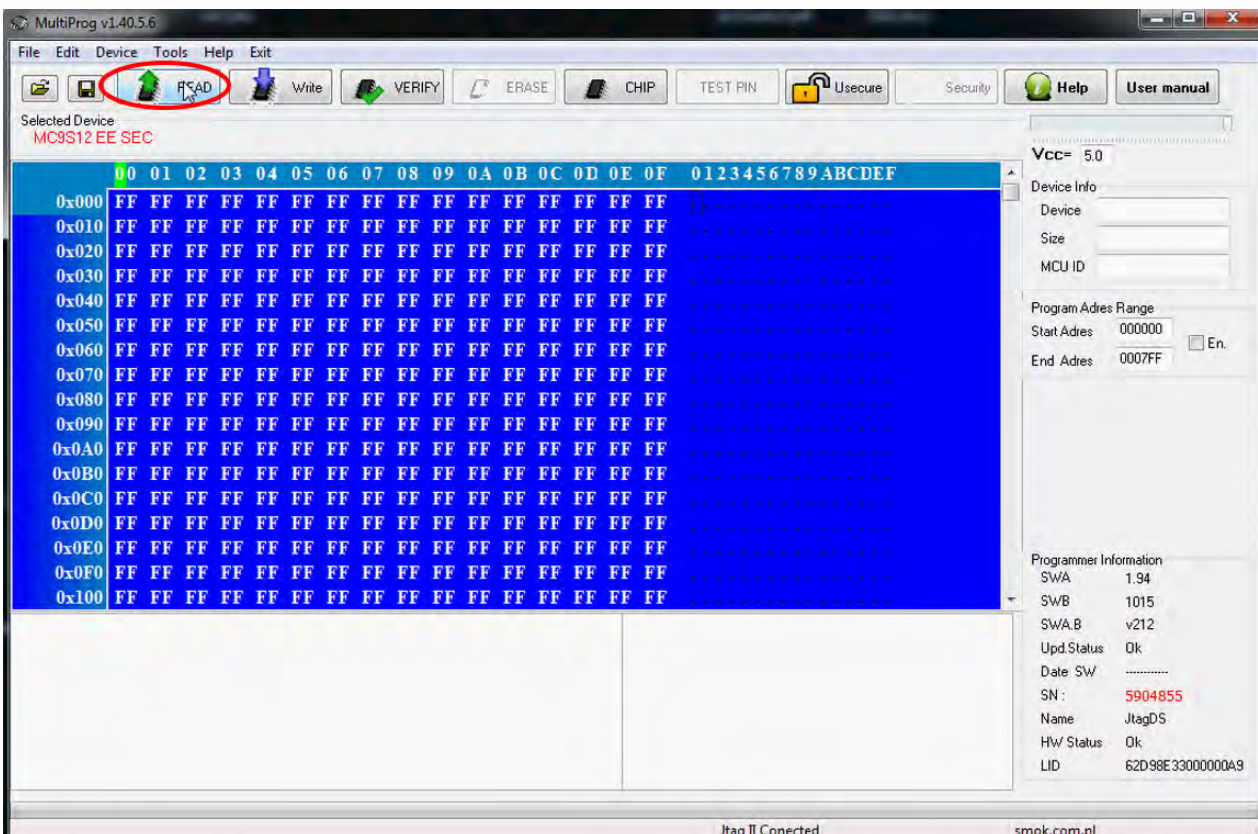 MultiProg v1.40.5.6
File Edit Device Tools Help Exit
READ Write VERIFY ERASE CHIP TEST PIN Usecure Security Help User manual
Selected Device
MC9S12 EE SEC
Vcc= 5.0
00 01 02 03 04 05 06 07 08 09 0A 0B 0C 0D 0E 0F 0123456789ABCDEF
0x000 FF FF FF FF FF FF FF FF FF FF FF FF FF FF FF FF ................
0x010 FF FF FF FF FF FF FF FF FF FF FF FF FF FF FF FF ................
0x020 FF FF FF FF FF FF FF FF FF FF FF FF FF FF FF FF ................
0x030 FF FF FF FF FF FF FF FF FF FF FF FF FF FF FF FF ................
0x040 FF FF FF FF FF FF FF FF FF FF FF FF FF FF FF FF ................
0x050 FF FF FF FF FF FF FF FF FF FF FF FF FF FF FF FF ................
0x060 FF FF FF FF FF FF FF FF FF FF FF FF FF FF FF FF ................
0x070 FF FF FF FF FF FF FF FF FF FF FF FF FF FF FF FF ................
0x080 FF FF FF FF FF FF FF FF FF FF FF FF FF FF FF FF ................
0x090 FF FF FF FF FF FF FF FF FF FF FF FF FF FF FF FF ................
0x0A0 FF FF FF FF FF FF FF FF FF FF FF FF FF FF FF FF ................
0x0B0 FF FF FF FF FF FF FF FF FF FF FF FF FF FF FF FF ................
0x0C0 FF FF FF FF FF FF FF FF FF FF FF FF FF FF FF FF ................
0x0D0 FF FF FF FF FF FF FF FF FF FF FF FF FF FF FF FF ................
0x0E0 FF FF FF FF FF FF FF FF FF FF FF FF FF FF FF FF ................
0x0F0 FF FF FF FF FF FF FF FF FF FF FF FF FF FF FF FF ................
0x100 FF FF FF FF FF FF FF FF FF FF FF FF FF FF FF FF ................
Device Info
Device
Size
MCU ID
Program Adres Range
Start Adres 000000
En.
End Adres 0007FF
Programmer Information
SWA 1.94
SWB 1015
SWA.B v212
Upd.Status Ok
Date SW ------------
SN : 5904855
Name JtagDS
HW Status Ok
LID 62D98E33000000A9
Jtag II Conected smok.com.pl